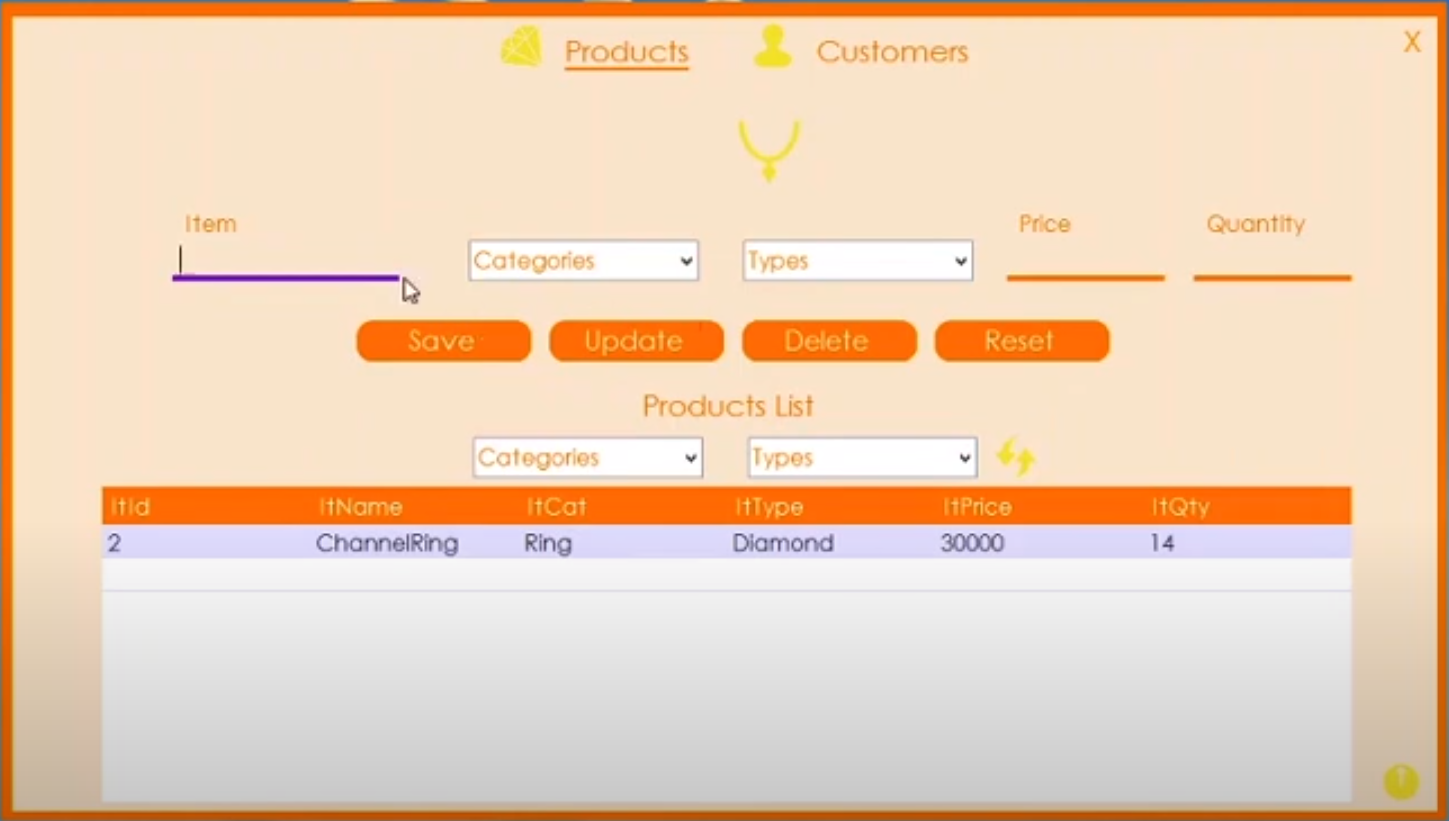 Products Customers X
Item Price Quantity
Categories Types
Save Update Delete Reset
Products List
Categories Types
ItId ItName ItCat ItType ItPrice ItQty
2 ChannelRing Ring Diamond 30000 14